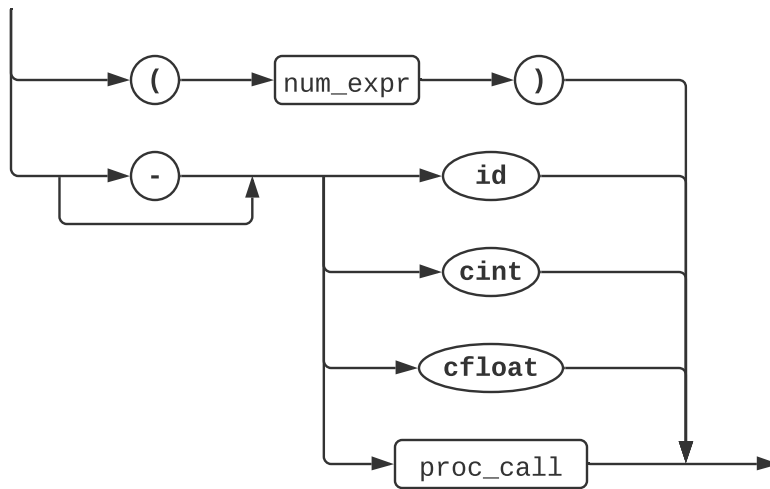 ( num_expr )
- id
cint
cfloat
proc_call